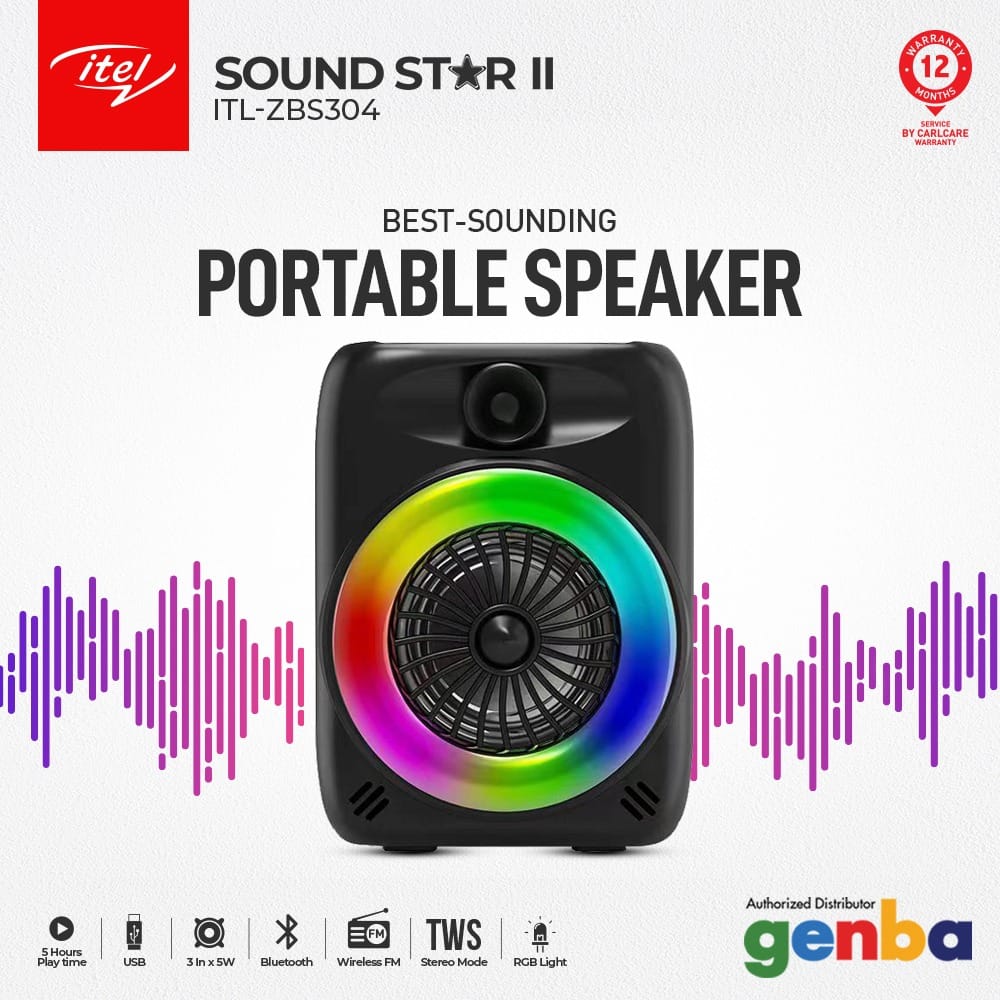 itel
SOUND STAR II
ITL-ZBS304
WARRANTY
12
MONTHS
SERVICE
BY CARLCARE
WARRANTY
BEST-SOUNDING
PORTABLE SPEAKER
5 Hours
Play time
USB
3 In x 5W
Bluetooth
FM
Wireless FM
TWS
Stereo Mode
RGB Light
Authorized Distributor
genba